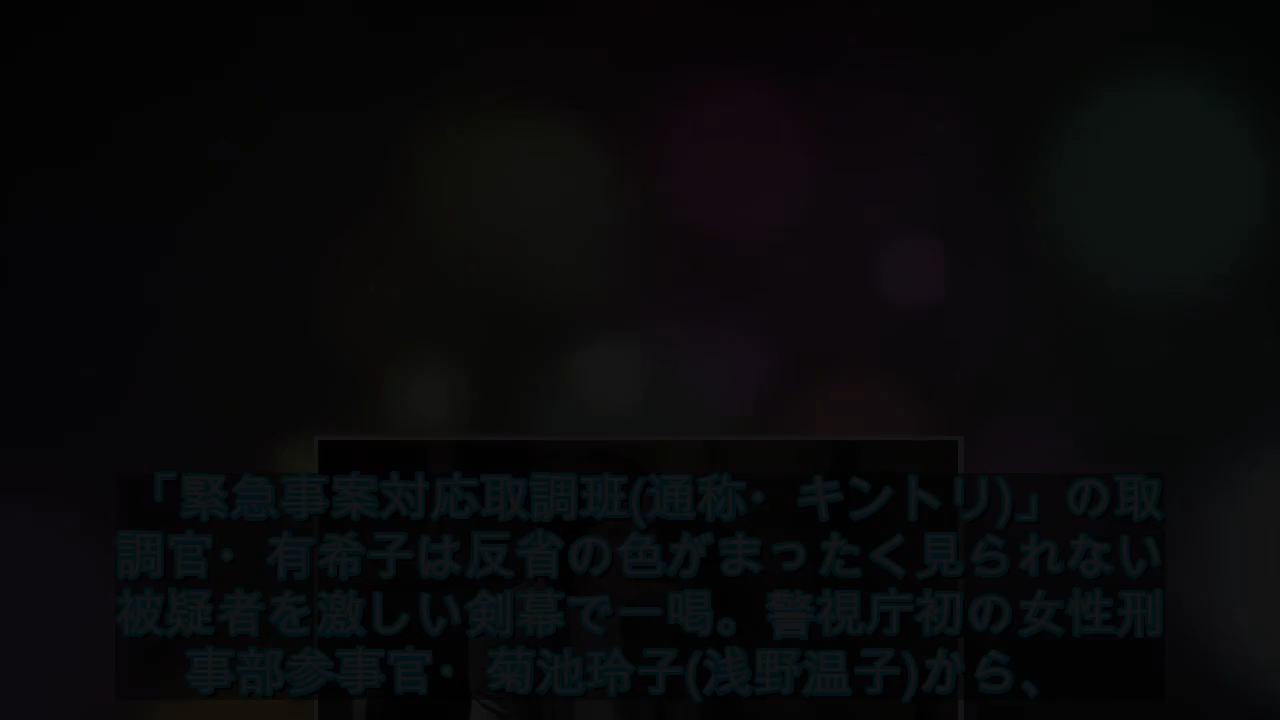 「緊急事案対応取調班(通称・キントリ)」の取
調官・有希子は反省の色がまったく見られない
被疑者を激しい剣幕で一喝。警視庁初の女性刑
事部参事官・菊池玲子(浅野温子)から、